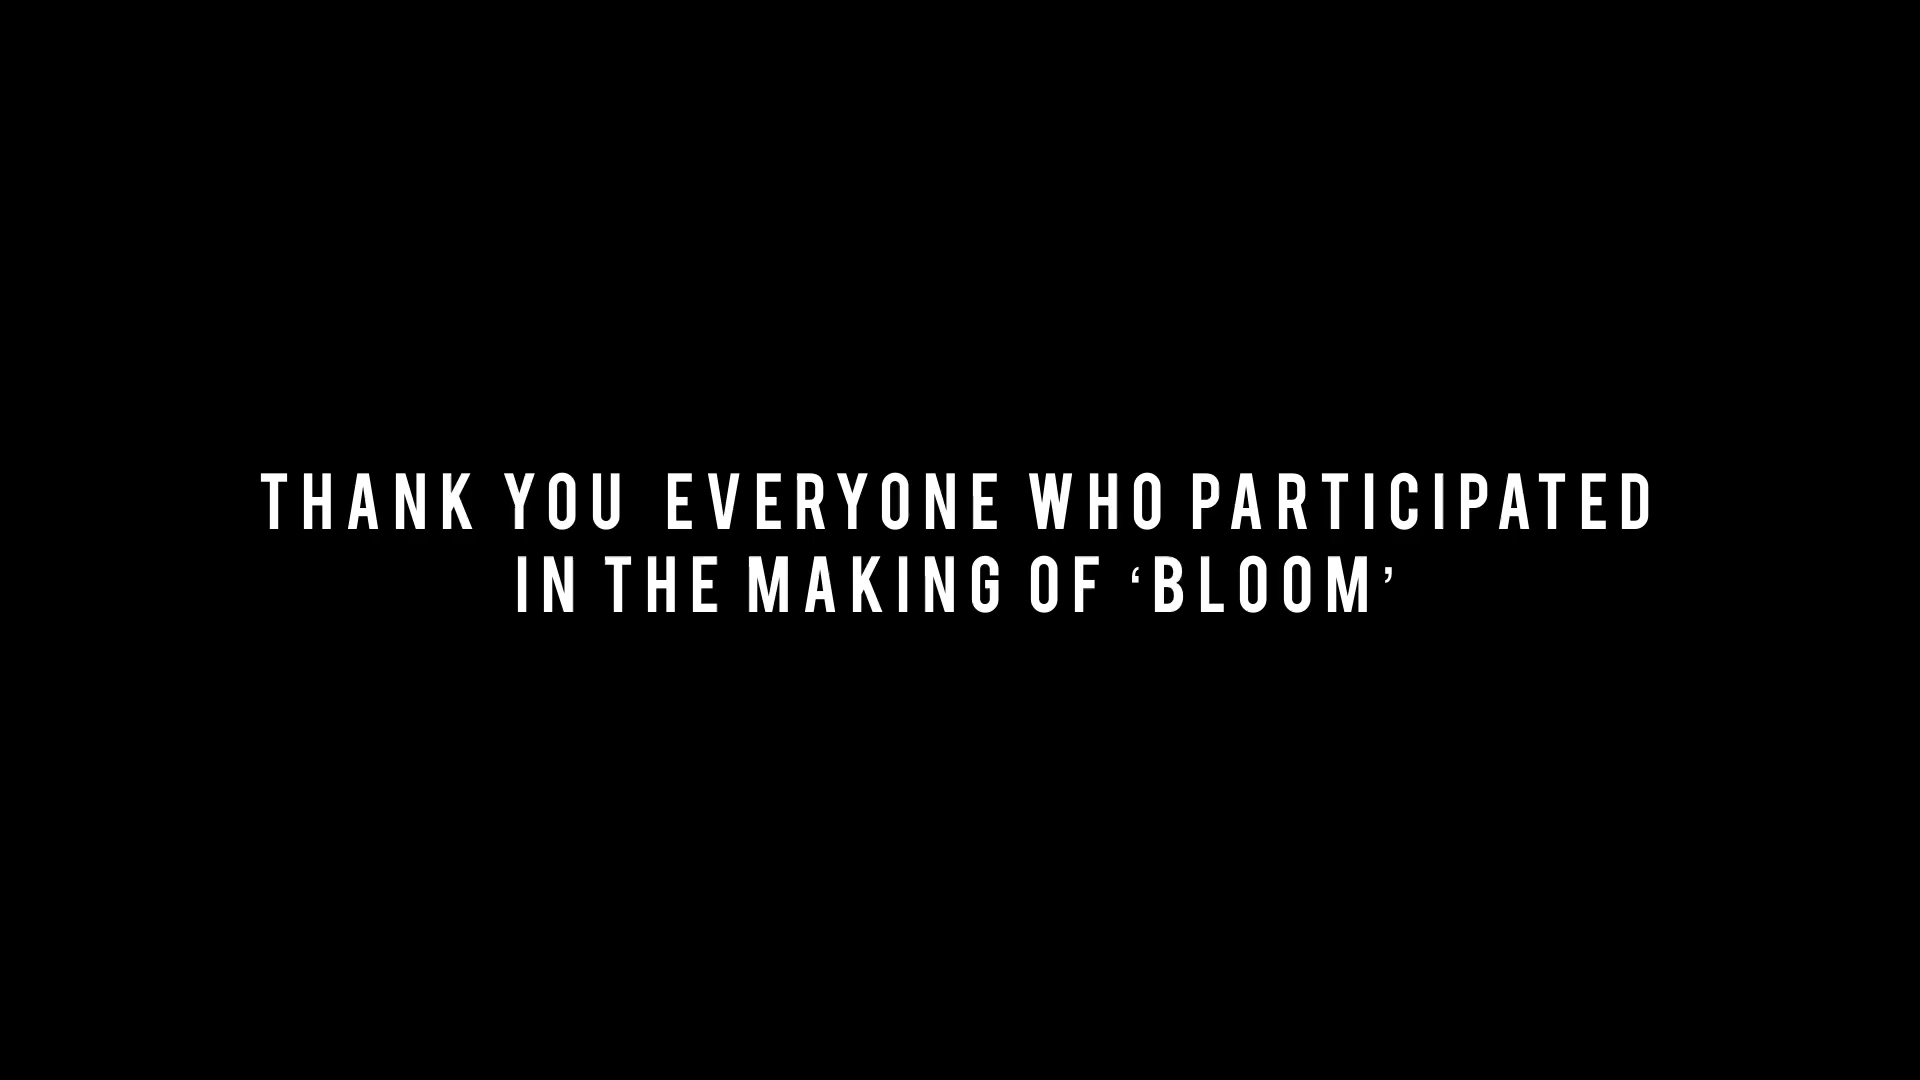 THANK YOU EVERYONE WHO PARTICIPATED
IN THE MAKING OF ‘BLOOM’